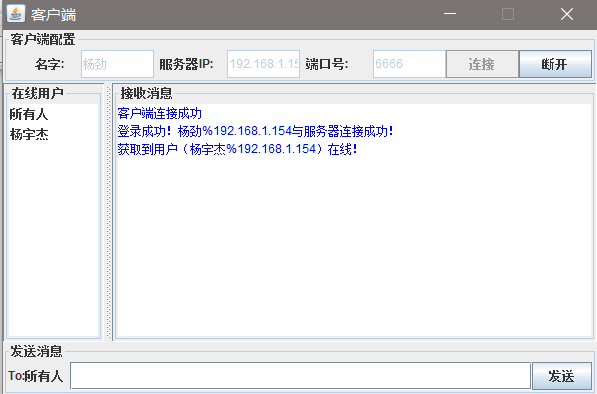 客户端
客户端配置
名字: 杨劲 服务器IP: 192.168.1.15 端口号: 6666 连接 断开
在线用户
所有人
杨宇杰
接收消息
客户端连接成功
登录成功！杨劲%192.168.1.154与服务器连接成功！
获取到用户（杨宇杰%192.168.1.154）在线！
发送消息
To:所有人 发送